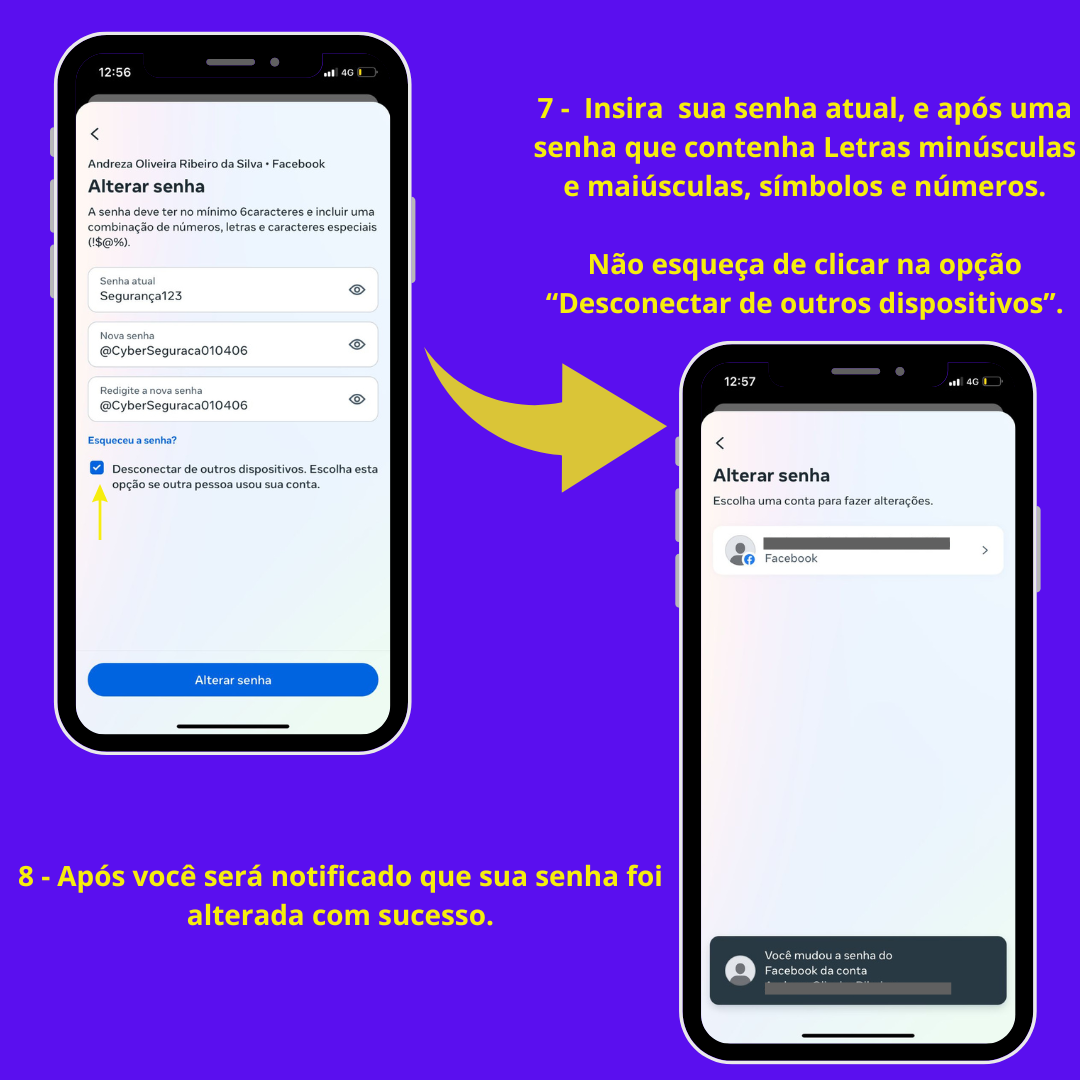 12:56
4G
Andreza Oliveira Ribeiro da Silva • Facebook
Alterar senha
A senha deve ter no mínimo 6caracteres e incluir uma
combinação de números, letras e caracteres especiais
(!$@%).
Senha atual
Segurança123
Nova senha
@CyberSeguraca010406
Redigite a nova senha
@CyberSeguraca010406
Esqueceu a senha?
Desconectar de outros dispositivos. Escolha esta
opção se outra pessoa usou sua conta.
Alterar senha
7 - Insira sua senha atual, e após uma
senha que contenha Letras minúsculas
e maiúsculas, símbolos e números.
Não esqueça de clicar na opção
“Desconectar de outros dispositivos”.
12:57
4G
Alterar senha
Escolha uma conta para fazer alterações.
Facebook
Você mudou a senha do
Facebook da conta
8 - Após você será notificado que sua senha foi
alterada com sucesso.